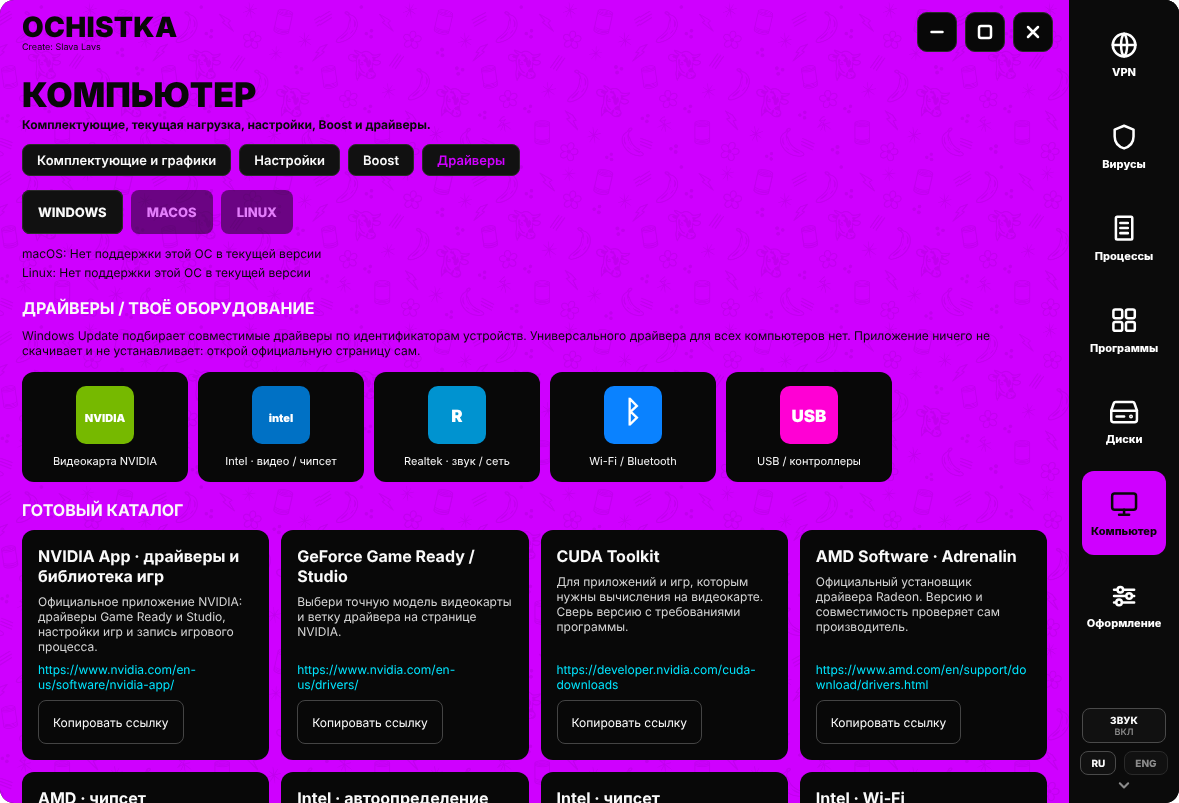 OCHISTKA
Create: Slava Lavs
КОМПЬЮТЕР
Комплектующие, текущая нагрузка, настройки, Boost и драйверы.
Комплектующие и графики
Настройки
Boost
Драйверы
WINDOWS
MACOS
LINUX
macOS: Нет поддержки этой ОС в текущей версии
Linux: Нет поддержки этой ОС в текущей версии
ДРАЙВЕРЫ / ТВОЁ ОБОРУДОВАНИЕ
Windows Update подбирает совместимые драйверы по идентификаторам устройств. Универсального драйвера для всех компьютеров нет. Приложение ничего не
скачивает и не устанавливает: открой официальную страницу сам.
NVIDIA
Видеокарта NVIDIA
intel
Intel · видео / чипсет
R
Realtek · звук / сеть
Wi-Fi / Bluetooth
USB
USB / контроллеры
ГОТОВЫЙ КАТАЛОГ
NVIDIA App · драйверы и
библиотека игр
Официальное приложение NVIDIA:
драйверы Game Ready и Studio,
настройки игр и запись игрового
процесса.
https://www.nvidia.com/en-
us/software/nvidia-app/
Копировать ссылку
GeForce Game Ready /
Studio
Выбери точную модель видеокарты
и ветку драйвера на странице
NVIDIA.
https://www.nvidia.com/en-
us/drivers/
Копировать ссылку
CUDA Toolkit
Для приложений и игр, которым
нужны вычисления на видеокарте.
Сверь версию с требованиями
программы.
https://developer.nvidia.com/cuda-
downloads
Копировать ссылку
AMD Software · Adrenalin
Официальный установщик
драйвера Radeon. Версию и
совместимость проверяет сам
производитель.
https://www.amd.com/en/support/do
wnload/drivers.html
Копировать ссылку
AMD · чипсет
Intel · автоопределение
Intel · чипсет
Intel · Wi-Fi
VPN
Вирусы
Процессы
Программы
Диски
Компьютер
Оформление
ЗВУК
ВКЛ
RU
ENG